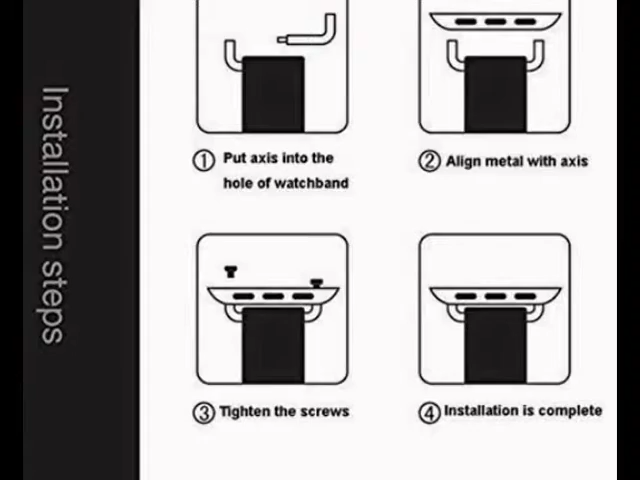 Installation steps
① Put axis into the
hole of watchband
② Align metal with axis
③ Tighten the screws
④ Installation is complete